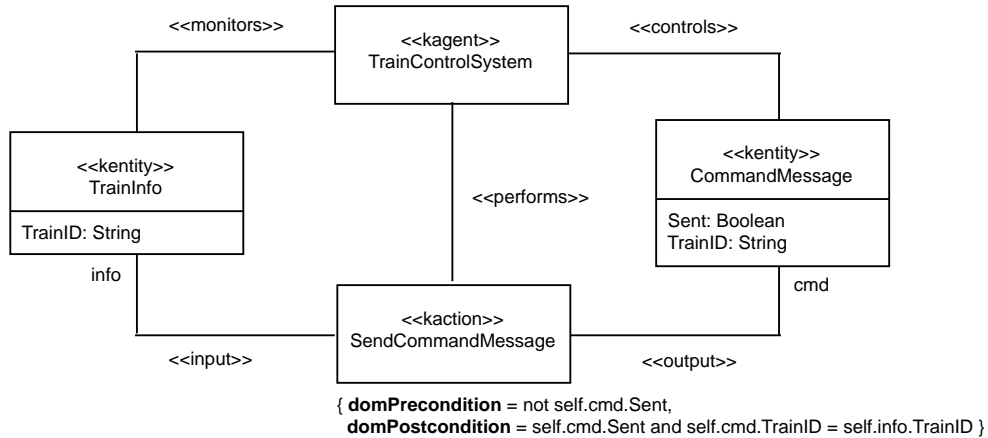 <<monitors>>
<<kagent>>
TrainControlSystem
<<controls>>
<<kentity>>
TrainInfo
TrainID: String
<<kentity>>
CommandMessage
Sent: Boolean
TrainID: String
<<performs>>
info
cmd
<<kaction>>
SendCommandMessage
<<input>>
<<output>>
{ domPrecondition = not self.cmd.Sent,
domPostcondition = self.cmd.Sent and self.cmd.TrainID = self.info.TrainID }